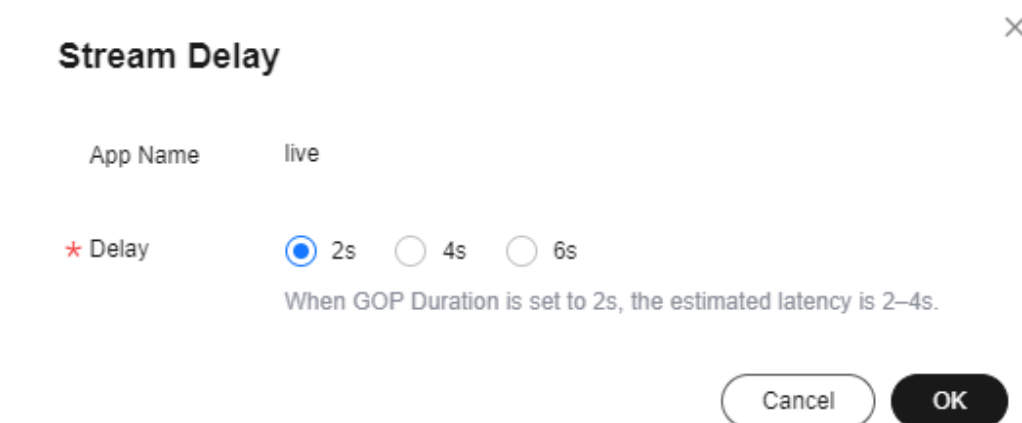 Stream Delay
App Name live
* Delay 2s 4s 6s
When GOP Duration is set to 2s, the estimated latency is 2–4s.
Cancel OK